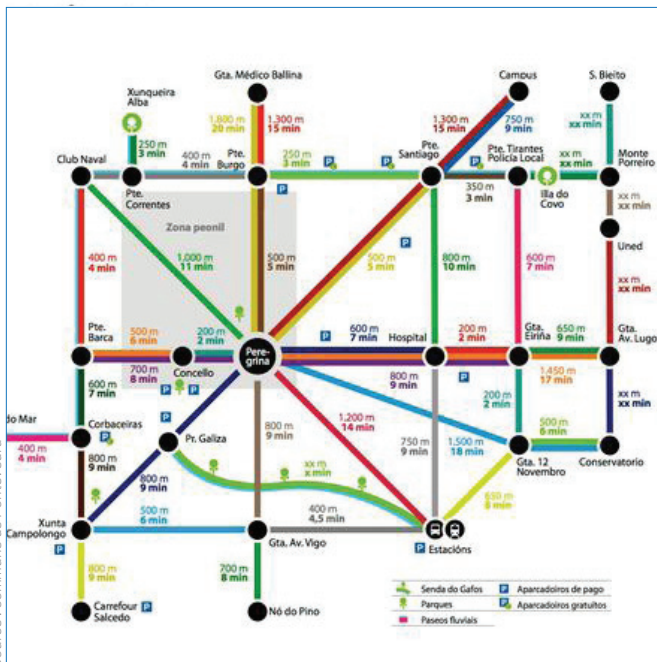 Gta. Médico Ballina
Campus
S. Bieito
Xunqueira
Alba
1.800 m
20 min
1,300 m
15 min
1,300 m
15 min
750 m
9 min
xx m
xx min
250 m
3 min
400 m
4 min
Pte.
Burgo
250 m
3 min
Pte.
Santiago
Pte. Tirantes
Policía Local
xx m
xx min
Club Naval
Monte
Porreiro
Pte.
Correntes
350 m
3 min
Illa do
Covo
xx m
xx min
Zona peonil
400 m
4 min
1,000 m
11 min
500 m
5 min
500 m
5 min
800 m
10 min
600 m
7 min
Uned
xx m
xx min
Pte.
Barca
500 m
6 min
200 m
2 min
Pere-
grina
600 m
7 min
Hospital
200 m
2 min
Gta.
Eiriña
650 m
9 min
Gta.
Av. Lugo
700 m
8 min
Concello
800 m
9 min
1.450 m
17 min
600 m
7 min
200 m
2 min
xx m
xx min
do Mar
Corbaceiras
Pr. Galiza
800 m
9 min
1,200 m
14 min
500 m
6 min
400 m
4 min
750 m
9 min
1,500 m
18 min
Gta. 12
Novembro
Conservatorio
800 m
9 min
800 m
9 min
xx m
x min
650 m
8 min
Xunta
Campolongo
500 m
6 min
400 m
4,5 min
Gta. Av. Vigo
Estacións
800 m
9 min
700 m
8 min
Carrefour
Salcedo
Nó do Pino
Senda do Gafos
Aparcadoiros de pago
Parques
Aparcadoiros gratuitos
Paseos fluviais